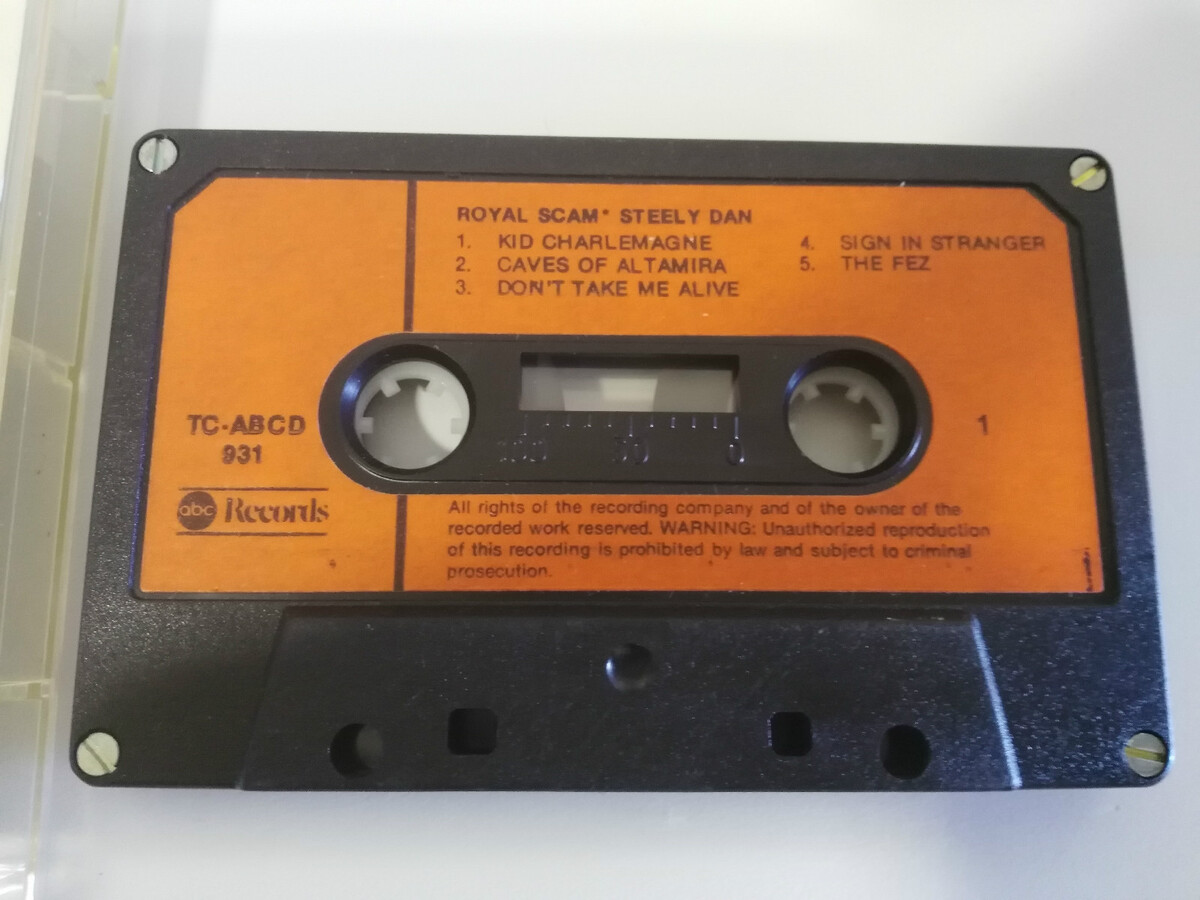 ROYAL SCAM* STEELY DAN
1. KID CHARLEMAGNE
2. CAVES OF ALTAMIRA
3. DON'T TAKE ME ALIVE
4. SIGN IN STRANGER
5. THE FEZ
TC-ABCD
931
1
100 50 0
abc Records
All rights of the recording company and of the owner of the
recorded work reserved. WARNING: Unauthorized reproduction
of this recording is prohibited by law and subject to criminal
prosecution.